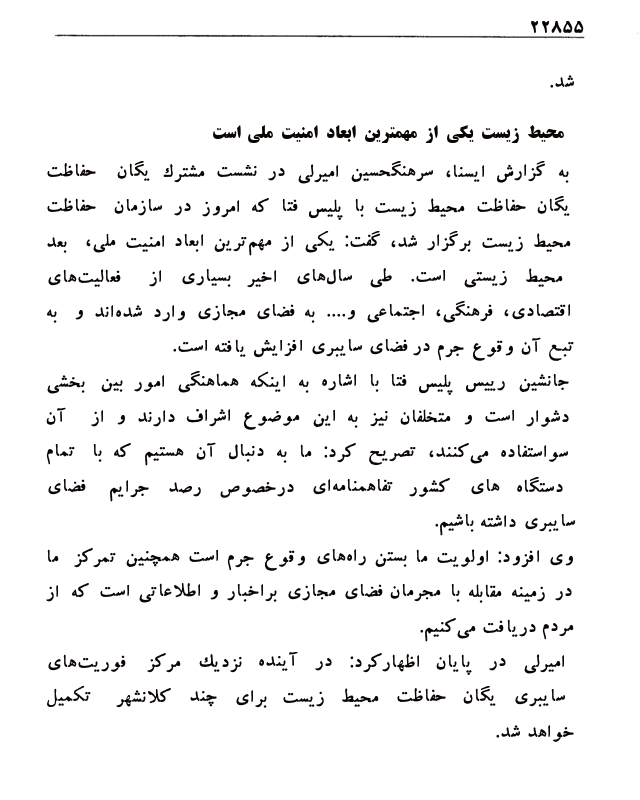 ۲۲۸۵۵
شد.
محیط زیست یکی از مهمترین ابعاد امنیت ملی است
به گزارش ایسنا، سرهنگحسین امیرلی در نشست مشترك یگان حفاظت
یگان حفاظت محیط زیست با پلیس فتا که امروز در سازمان حفاظت
محیط زیست برگزار شد، گفت: یکی از مهم‌ترین ابعاد امنیت ملی، بعد
محیط زیستی است. طی سال‌های اخیر بسیاری از فعالیت‌های
اقتصادی، فرهنگی، اجتماعی و.... به فضای مجازی وارد شده‌اند و به
تبع آن وقوع جرم در فضای سایبری افزایش یافته است.
جانشین رییس پلیس فتا با اشاره به اینکه هماهنگی امور بین بخشی
دشوار است و متخلفان نیز به این موضوع اشراف دارند و از آن
سواستفاده می‌کنند، تصریح کرد: ما به دنبال آن هستیم که با تمام
دستگاه های کشور تفاهمنامه‌ای درخصوص رصد جرایم فضای
سایبری داشته باشیم.
وی افزود: اولویت ما بستن راه‌های وقوع جرم است همچنین تمرکز ما
در زمینه مقابله با مجرمان فضای مجازی براخبار و اطلاعاتی است که از
مردم دریافت می‌کنیم.
امیرلی در پایان اظهارکرد: در آینده نزدیك مرکز فوریت‌های
سایبری یگان حفاظت محیط زیست برای چند کلانشهر تکمیل
خواهد شد.